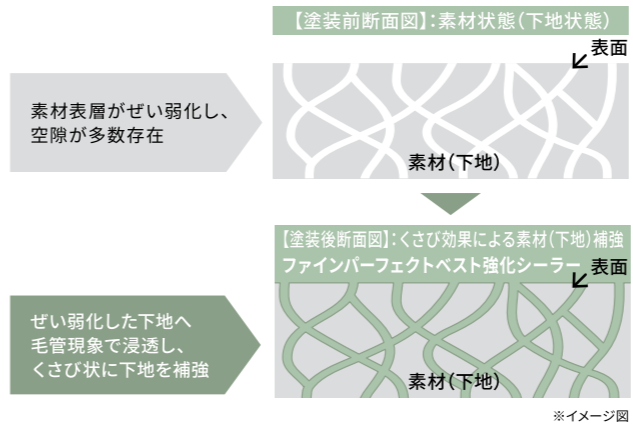 【塗装前断面図】：素材状態（下地状態）
表面
素材表層がぜい弱化し、
空隙が多数存在
素材（下地）
【塗装後断面図】：くさび効果による素材（下地）補強
ファインパーフェクトベスト強化シーラー
表面
ぜい弱化した下地へ
毛管現象で浸透し、
くさび状に下地を補強
素材（下地）
※イメージ図